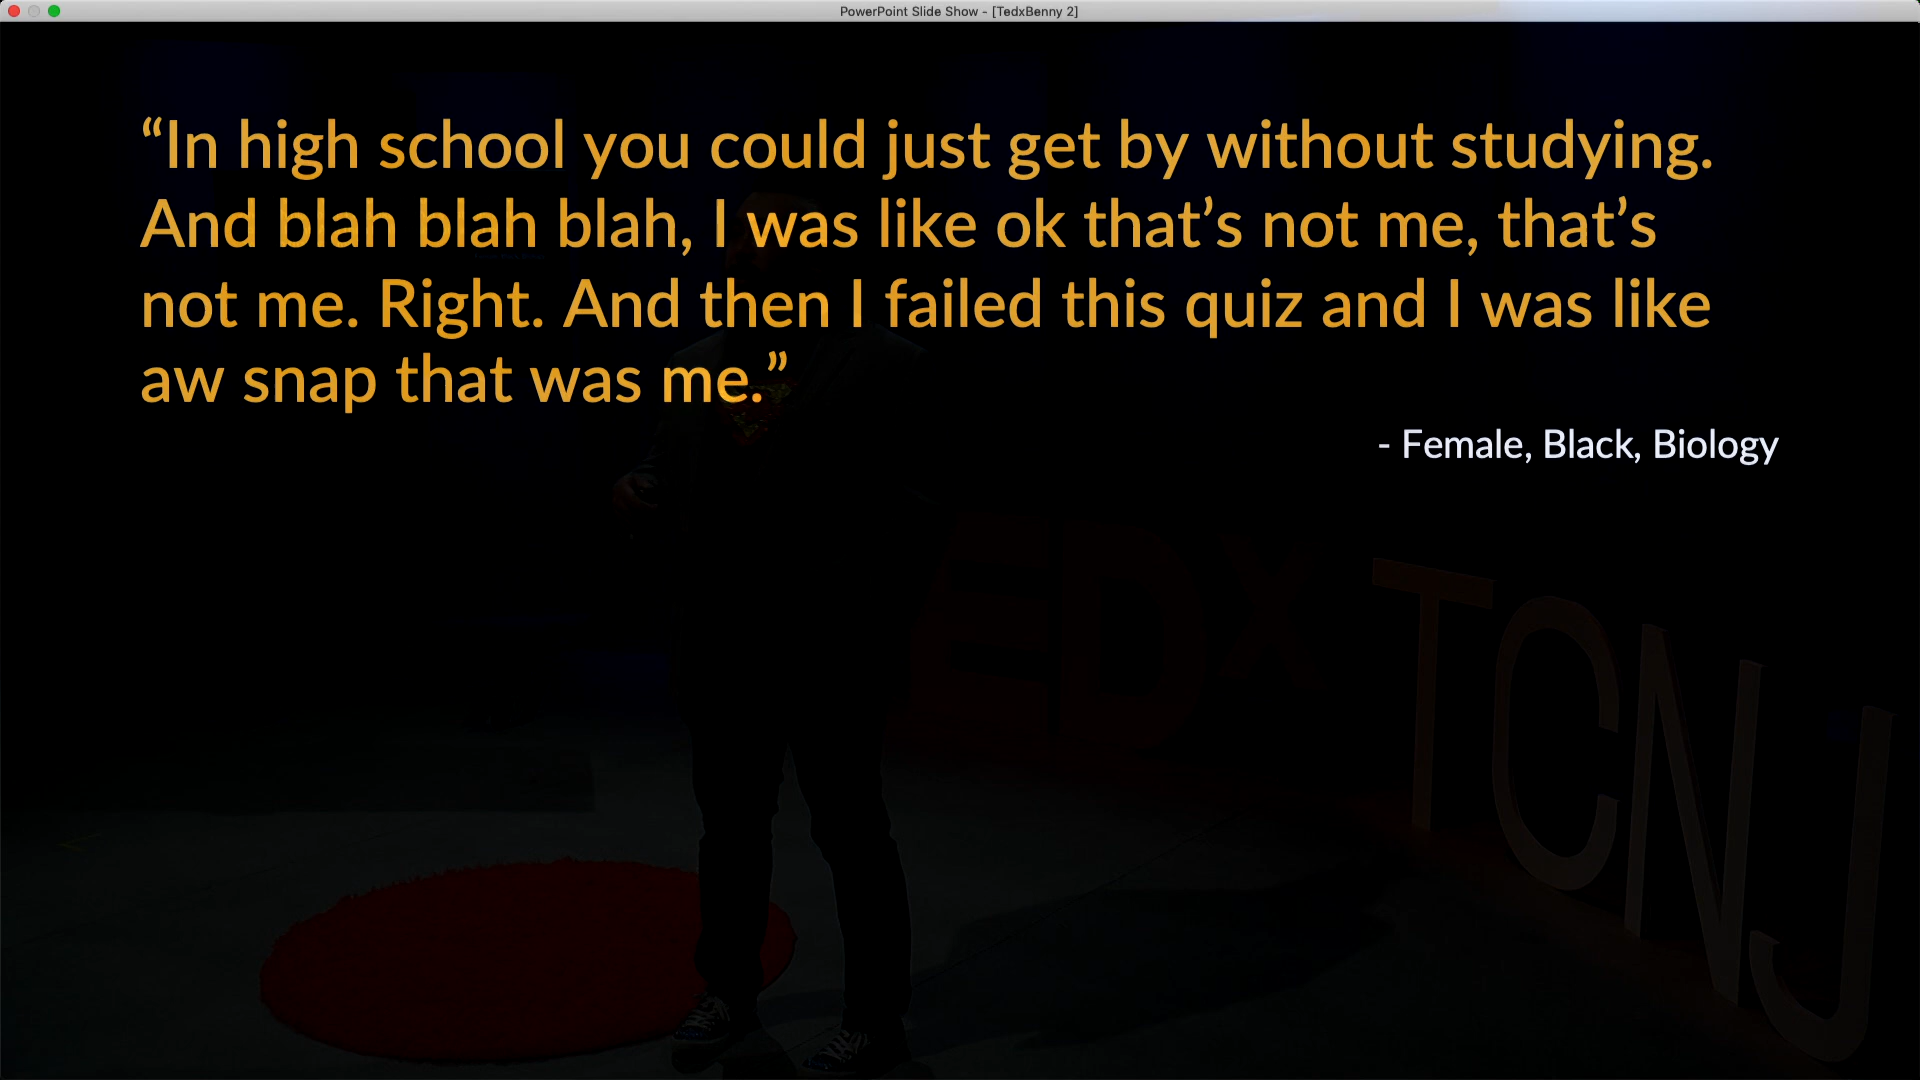 PowerPoint Slide Show - [TedxBenny 2]
“In high school you could just get by without studying.
And blah blah blah, I was like ok that’s not me, that’s
not me. Right. And then I failed this quiz and I was like
aw snap that was me.”
- Female, Black, Biology
EDx
TCNJ